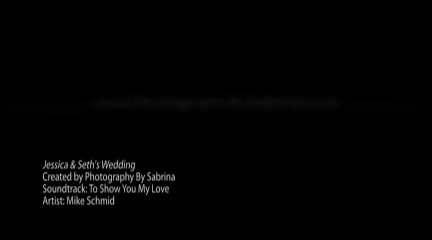 Jessica & Seth's Wedding
Created by Photography By Sabrina
Soundtrack: To Show You My Love
Artist: Mike Schmid